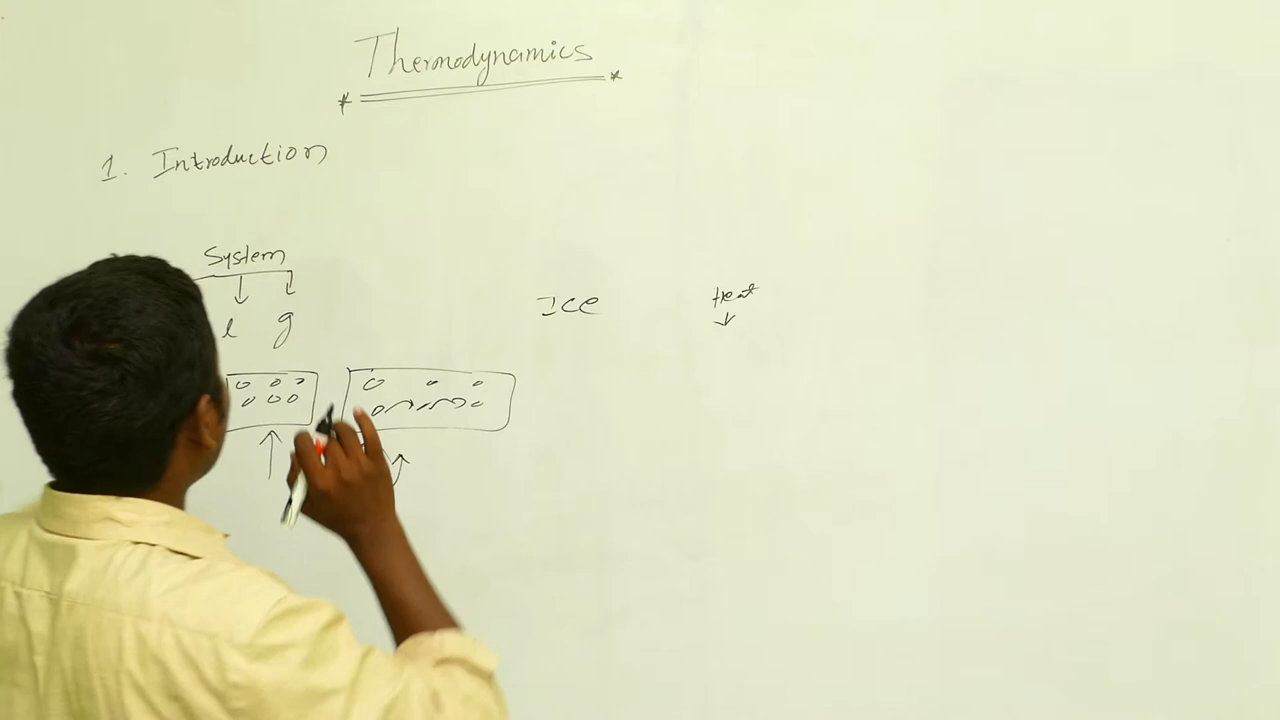 Thermodynamics
1. Introduction
System
l g
ICE
Heat